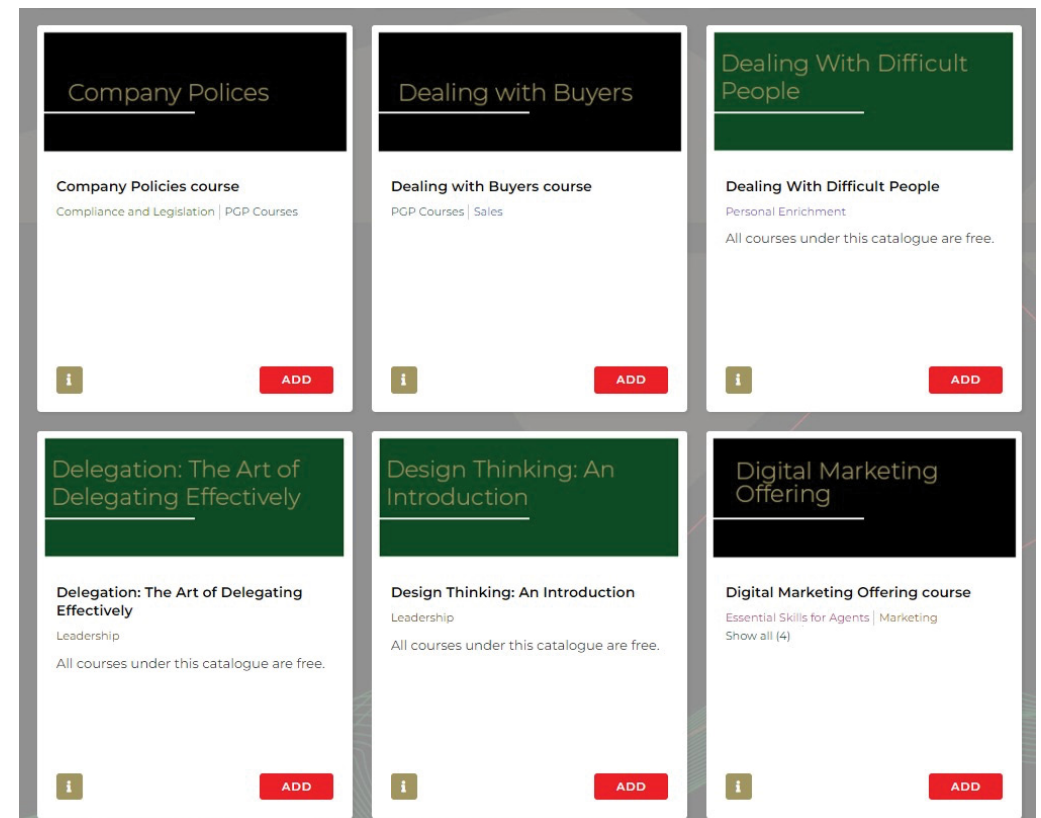 Company Polices
Company Policies course
Compliance and Legislation | PGP Courses
i
ADD
Dealing with Buyers
Dealing with Buyers course
PGP Courses | Sales
i
ADD
Dealing With Difficult
People
Dealing With Difficult People
Personal Enrichment
All courses under this catalogue are free.
i
ADD
Delegation: The Art of
Delegating Effectively
Delegation: The Art of Delegating
Effectively
Leadership
All courses under this catalogue are free.
i
ADD
Design Thinking: An
Introduction
Design Thinking: An Introduction
Leadership
All courses under this catalogue are free.
i
ADD
Digital Marketing
Offering
Digital Marketing Offering course
Essential Skills for Agents | Marketing
Show all (4)
i
ADD